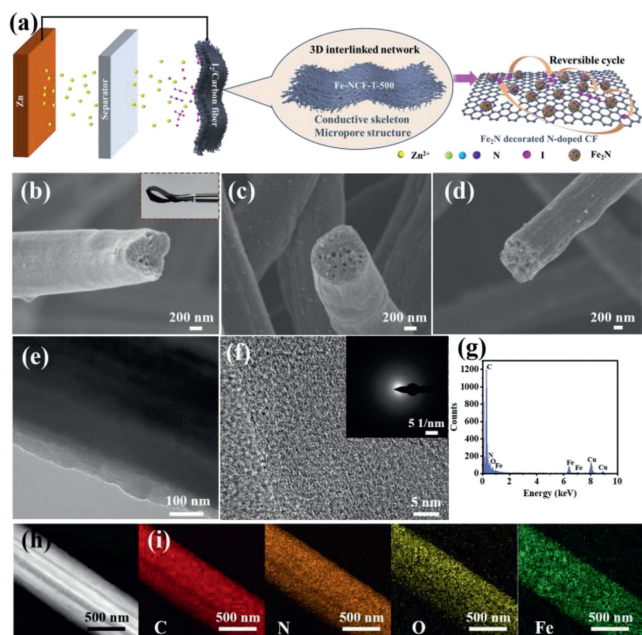 (a)
3D interlinked network
Reversible cycle
Zn
Separator
I₂/Carbon fiber
Fe-NCF-T-500
Conductive skeleton
Micropore structure
Fe₂N decorated N-doped CF
Zn²⁺ N I Fe₂N
(b) (c) (d)
200 nm 200 nm 200 nm
(e) (f) (g)
5 1/nm
100 nm 5 nm
1200
1000
800
600
400
200
0
Counts
C
N
O
Fe
Fe
Fe
Cu
Cu
0 2 4 6 8 10
Energy (keV)
(h) (i)
500 nm 500 nm 500 nm 500 nm 500 nm
C N O Fe